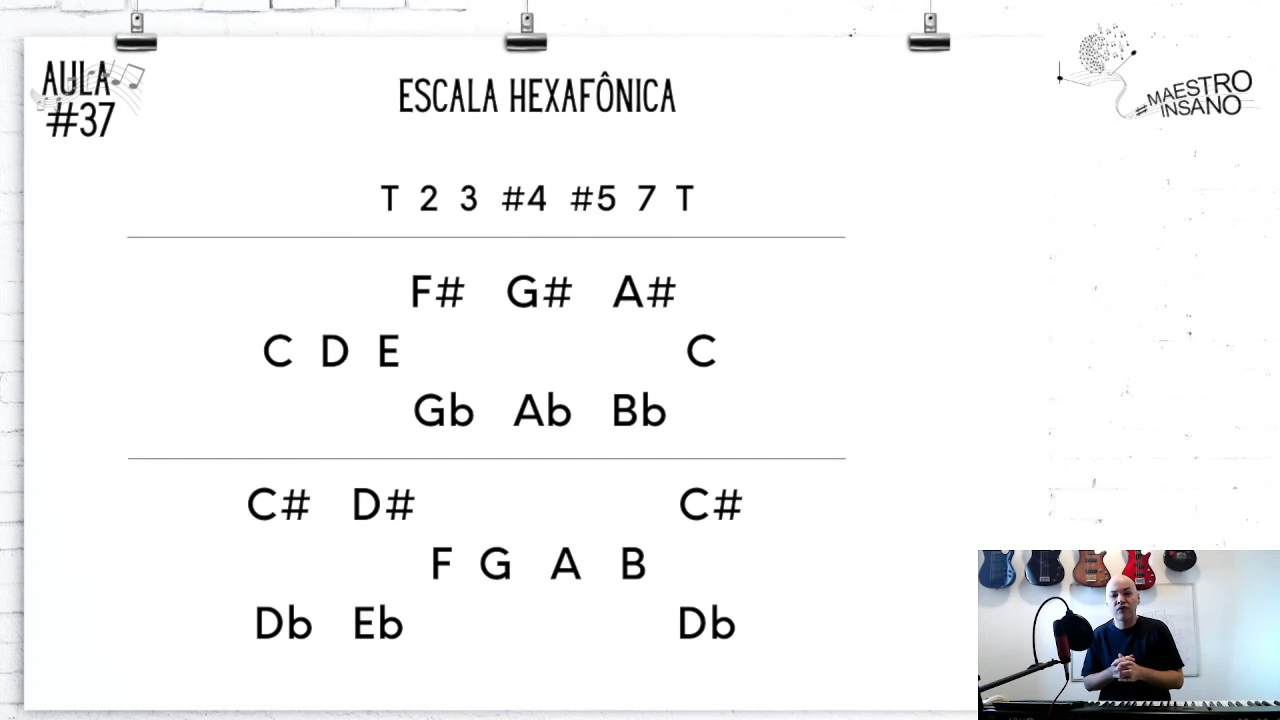 AULA
#37
ESCALA HEXAFÔNICA
#MAESTRO
INSANO
T 2 3 #4 #5 7 T
F# G# A#
C D E C
Gb Ab Bb
C# D# C#
F G A B
Db Eb Db